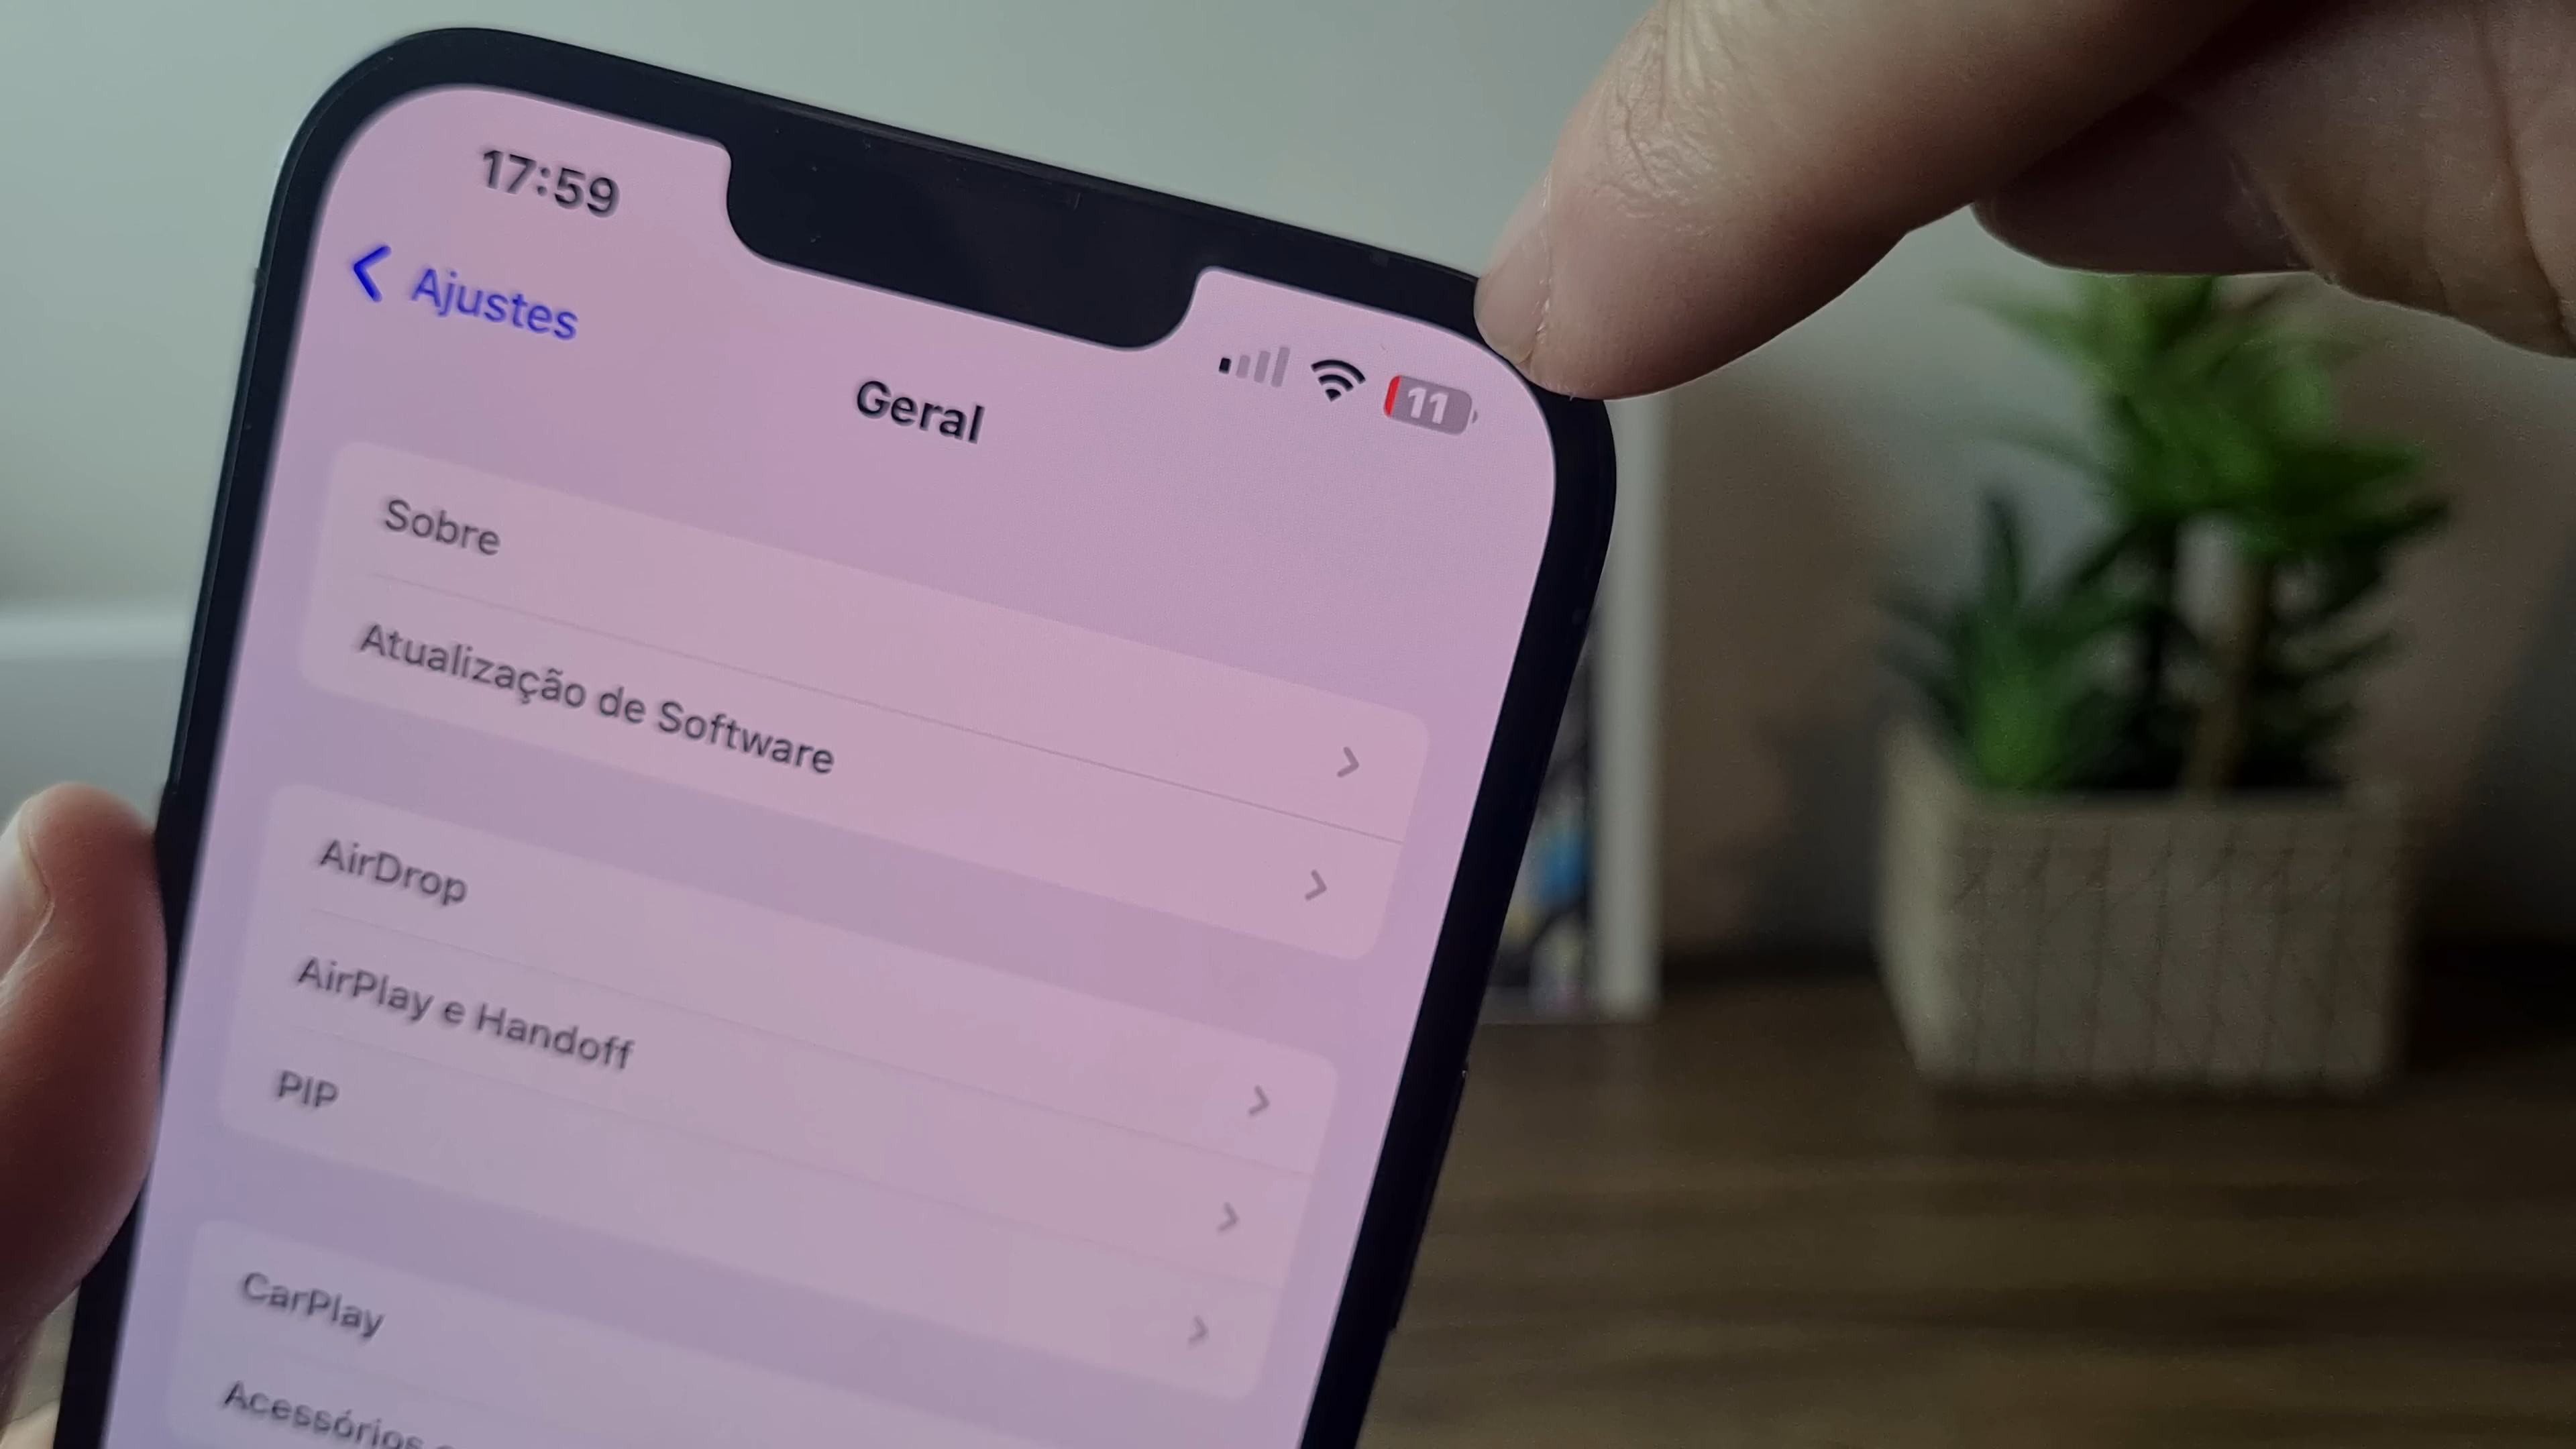 17:59
11
Ajustes
Geral
Sobre
Atualização de Software
AirDrop
AirPlay e Handoff
PIP
CarPlay
Acessórios